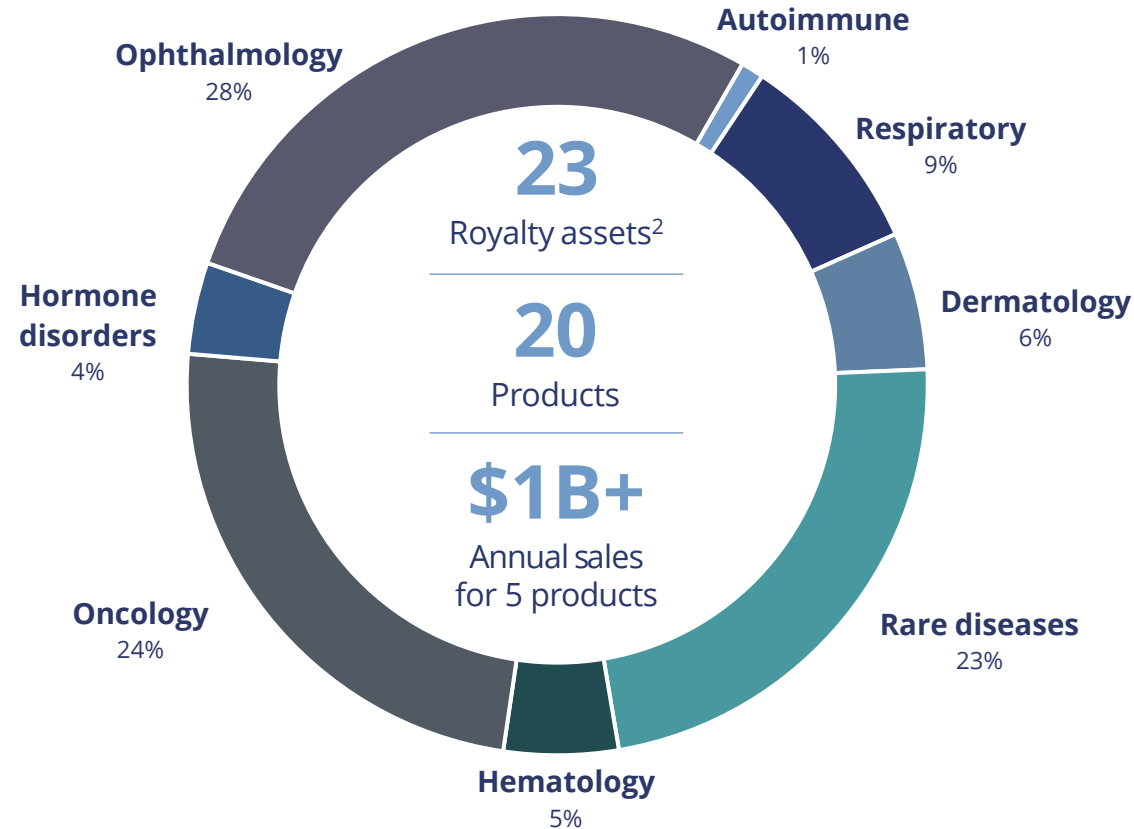 Autoimmune
1%
Ophthalmology
28%
Respiratory
9%
23
Royalty assets²
Hormone
disorders
4%
20
Products
Dermatology
6%
$1B+
Annual sales
for 5 products
Oncology
24%
Rare diseases
23%
Hematology
5%